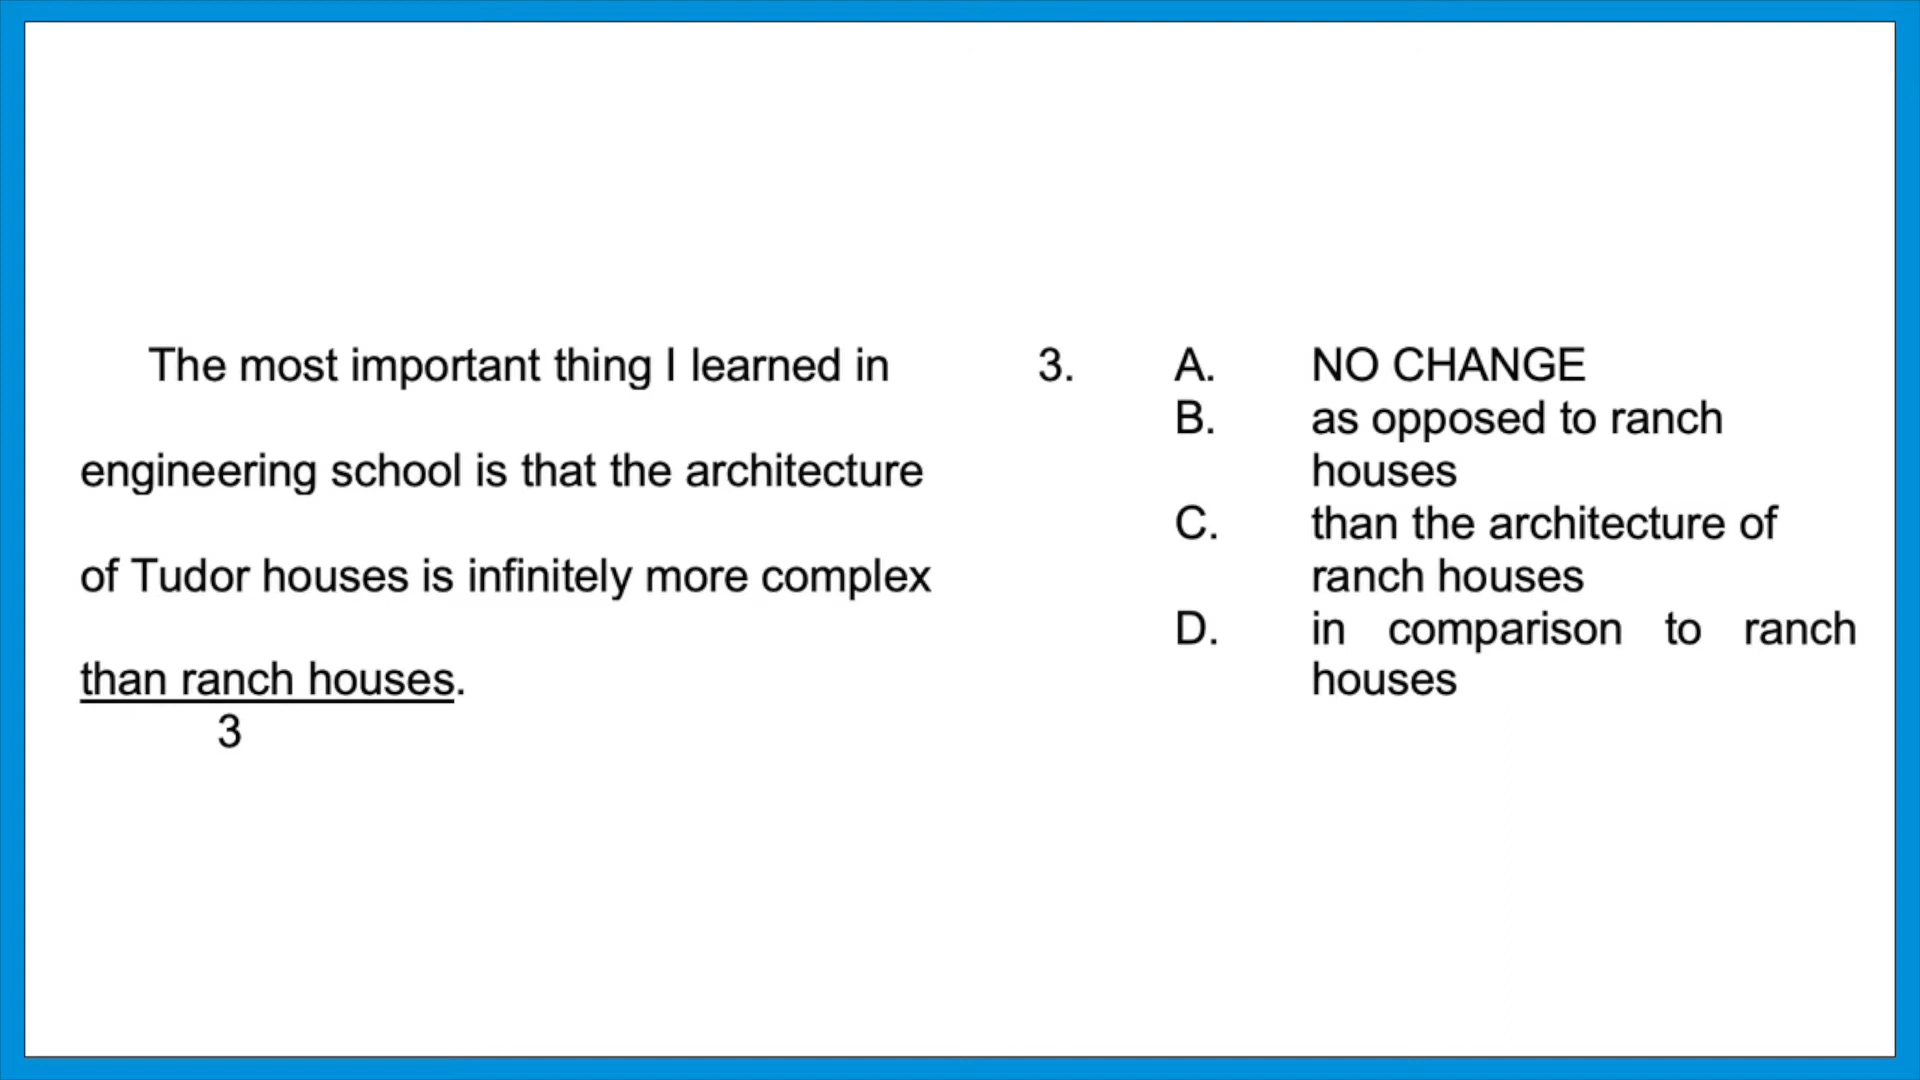 The most important thing I learned in
engineering school is that the architecture
of Tudor houses is infinitely more complex
than ranch houses.
3
3. A. NO CHANGE
B. as opposed to ranch
houses
C. than the architecture of
ranch houses
D. in comparison to ranch
houses